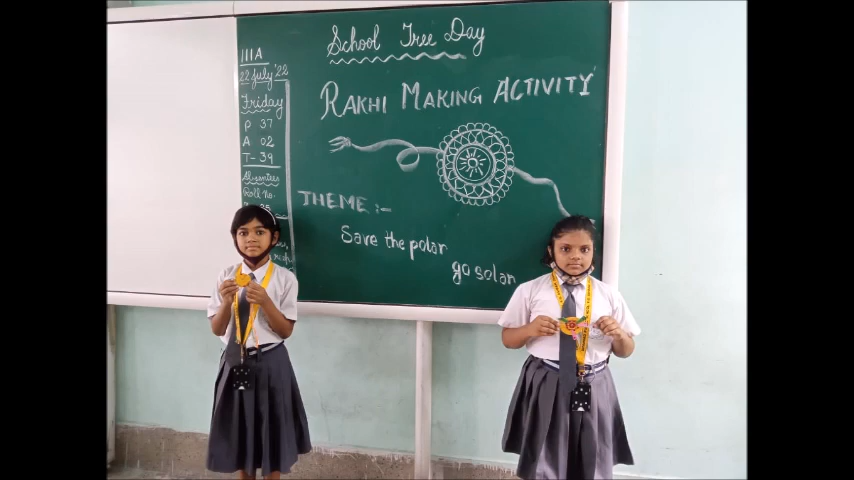 School Tree Day
RAKHI MAKING ACTIVITY
THEME :-
Save the polar
go solar
IIIA
22 July '22
Friday
P 37
A 02
T- 39
Absentees
Roll No.